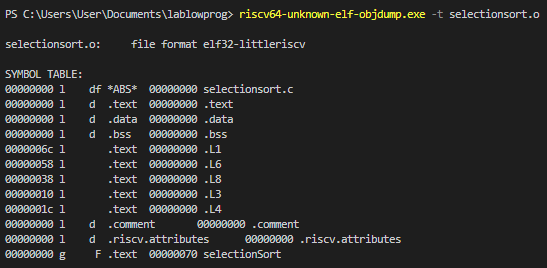 PS C:\Users\User\Documents\lablowprog> riscv64-unknown-elf-objdump.exe -t selectionsort.o
selectionsort.o:     file format elf32-littleriscv
SYMBOL TABLE:
00000000 l    df *ABS*  00000000 selectionsort.c
00000000 l    d  .text  00000000 .text
00000000 l    d  .data  00000000 .data
00000000 l    d  .bss   00000000 .bss
0000006c l       .text  00000000 .L1
00000058 l       .text  00000000 .L6
00000038 l       .text  00000000 .L8
00000010 l       .text  00000000 .L3
0000001c l       .text  00000000 .L4
00000000 l    d  .comment       00000000 .comment
00000000 l    d  .riscv.attributes      00000000 .riscv.attributes
00000000 g     F .text  00000070 selectionSort